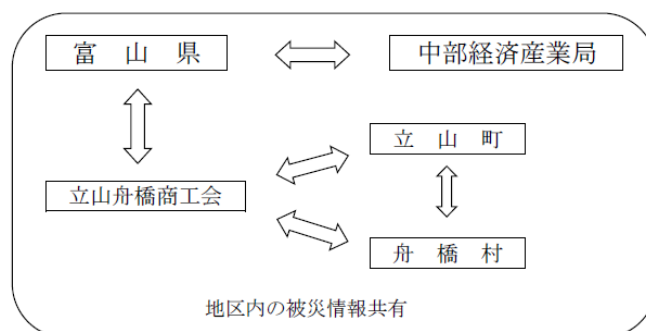 富　山　県
中部経済産業局
立　山　町
立山舟橋商工会
舟　橋　村
地区内の被災情報共有